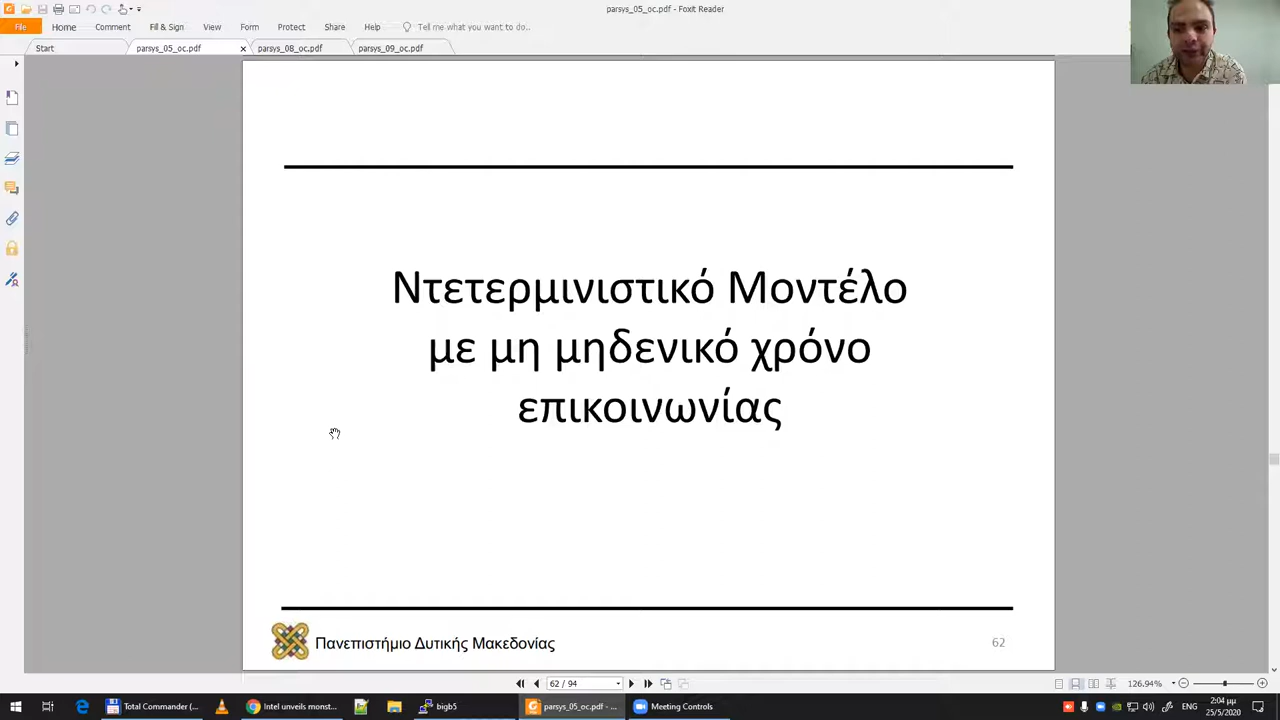 parsys_05_oc.pdf - Foxit Reader
File
Home
Comment
Fill & Sign
View
Form
Protect
Share
Help
Tell me what you want to do..
Start
parsys_05_oc.pdf
parsys_08_oc.pdf
parsys_09_oc.pdf
Ντετερμινιστικό Μοντέλο
με μη μηδενικό χρόνο
επικοινωνίας
Πανεπιστήμιο Δυτικής Μακεδονίας
62
62 / 94
126.94%
Total Commander (...
Intel unveils monst...
bigb5
parsys_05_oc.pdf - ...
Meeting Controls
ENG
2:04 μμ
25/5/2020